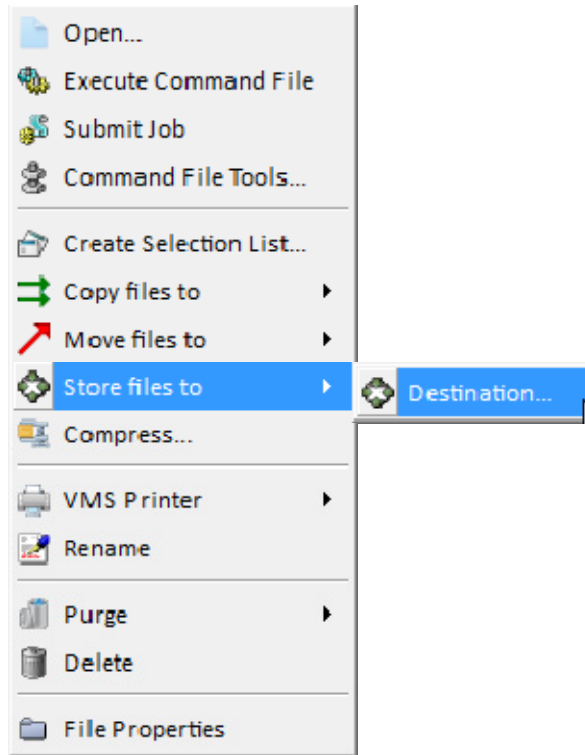 Open...
Execute Command File
Submit Job
Command File Tools...
Create Selection List...
Copy files to
Move files to
Store files to
Destination...
Compress...
VMS Printer
Rename
Purge
Delete
File Properties